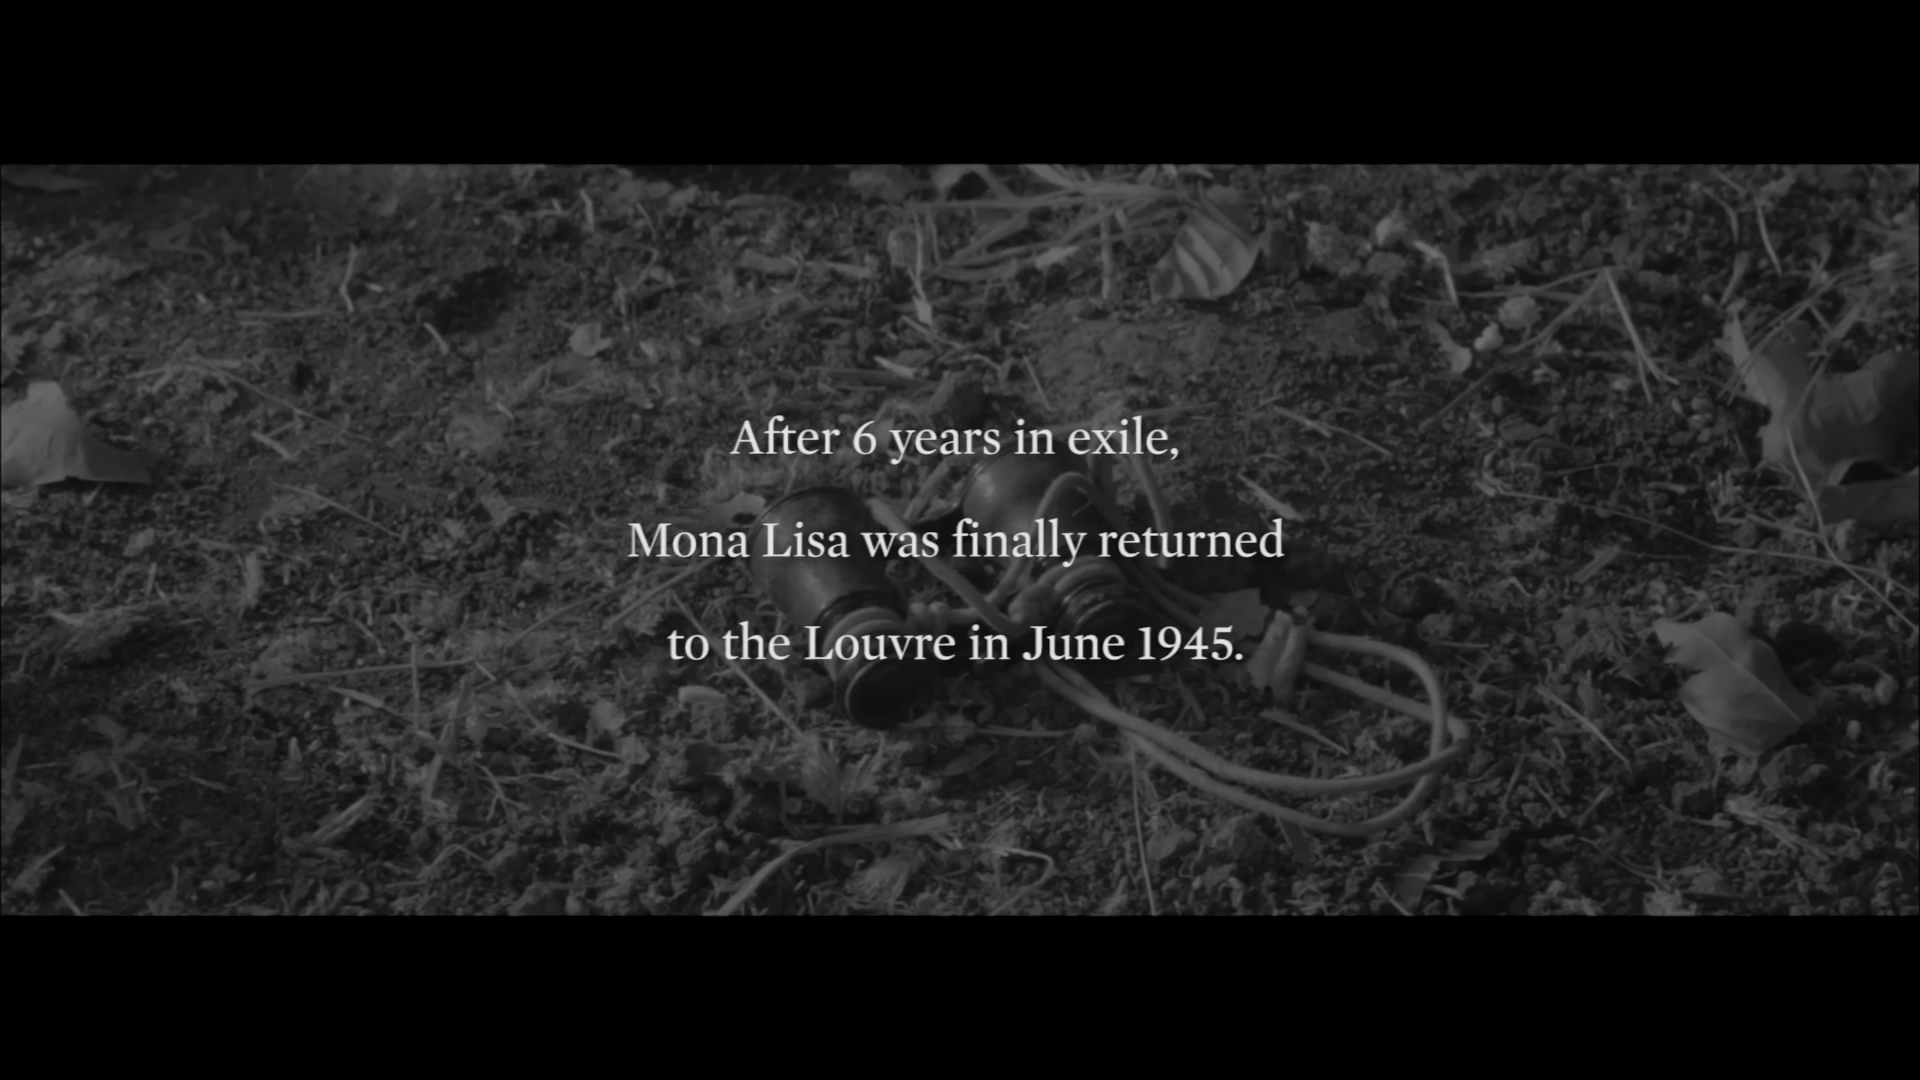 After 6 years in exile,
Mona Lisa was finally returned
to the Louvre in June 1945.